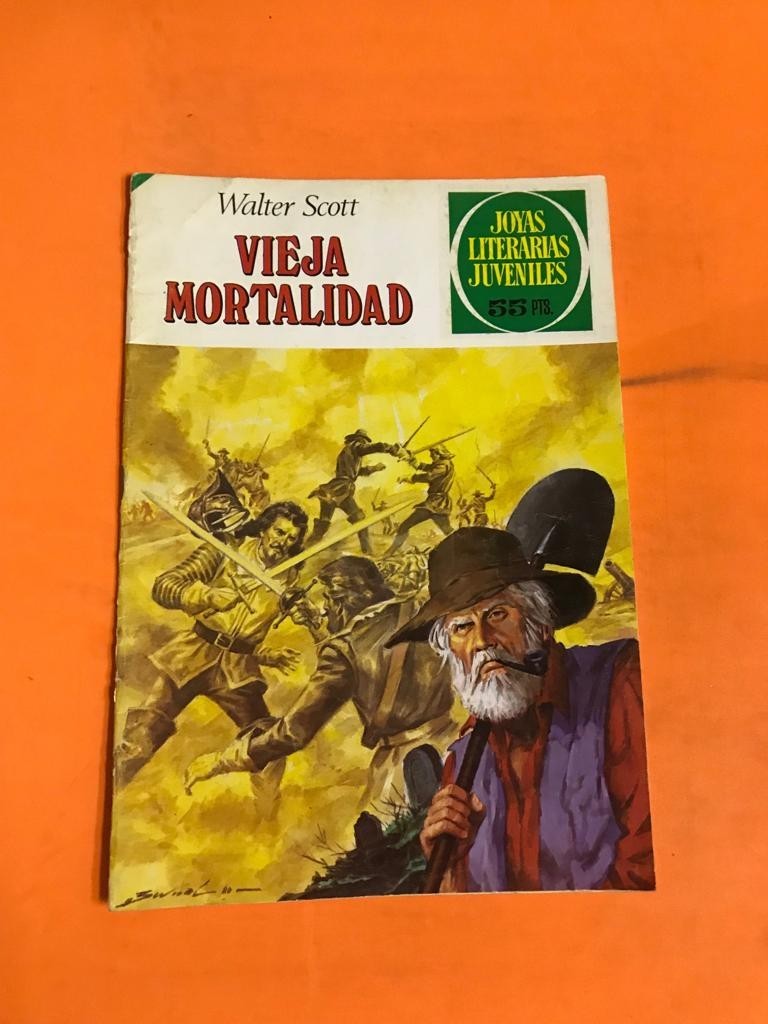 Walter Scott
VIEJA
MORTALIDAD
JOYAS
LITERARIAS
JUVENILES
55 PTS.